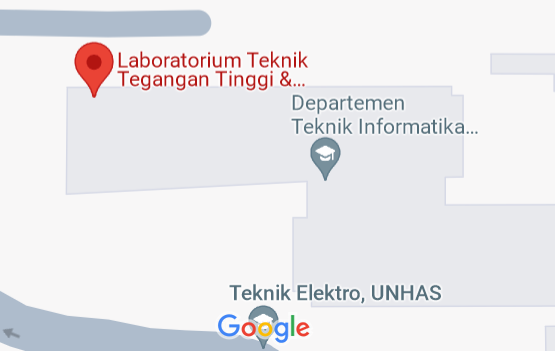 Laboratorium Teknik
Tegangan Tinggi &...
Departemen
Teknik Informatika...
Teknik Elektro, UNHAS
Google